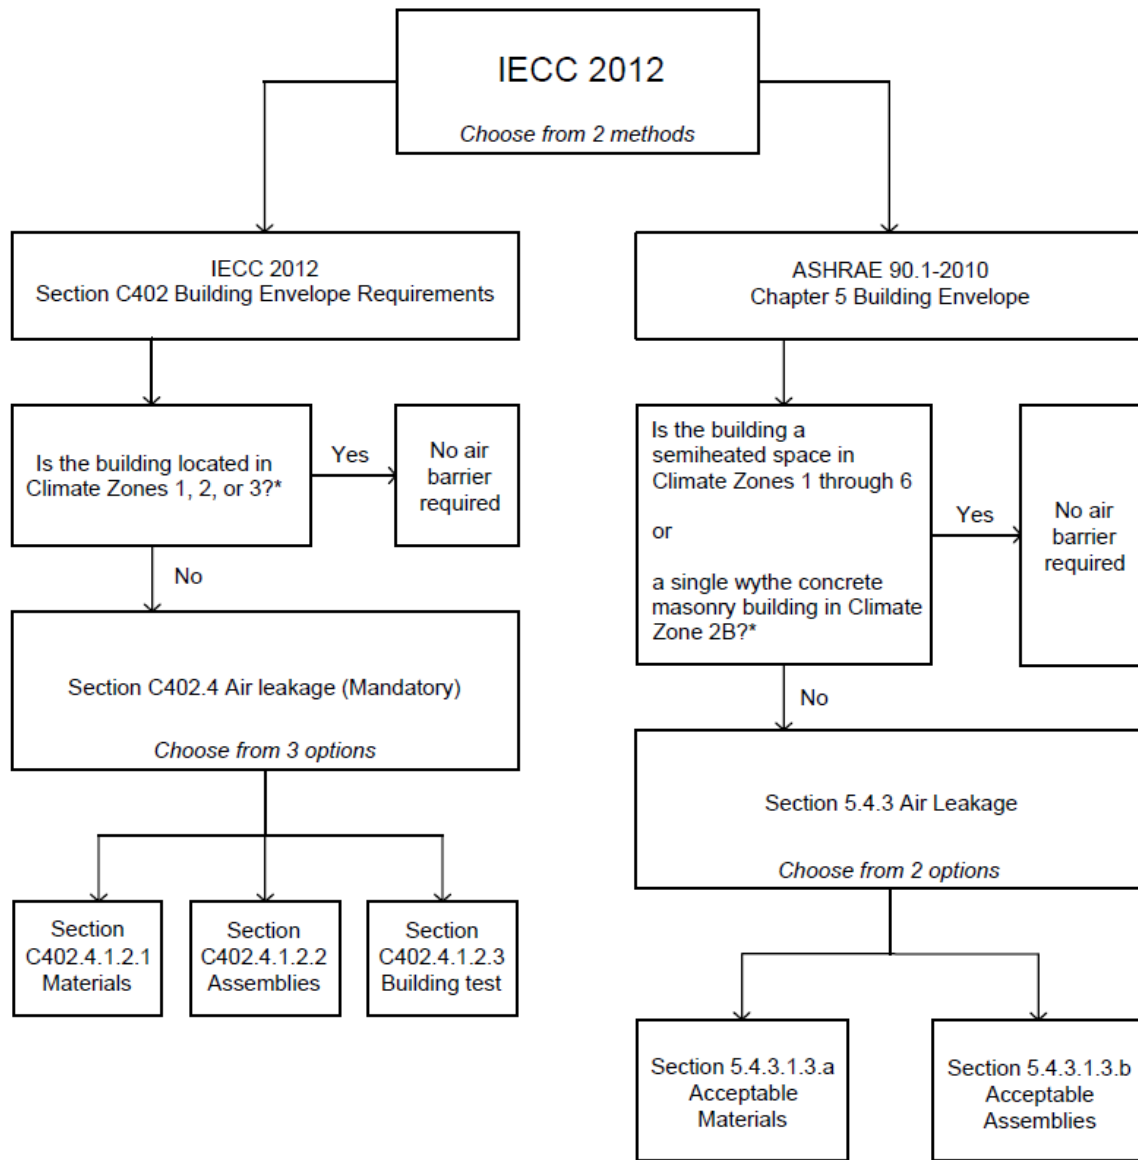 IECC 2012
Choose from 2 methods
IECC 2012
Section C402 Building Envelope Requirements
ASHRAE 90.1-2010
Chapter 5 Building Envelope
Is the building located in
Climate Zones 1, 2, or 3?*
Yes
No air
barrier
required
No
Section C402.4 Air leakage (Mandatory)
Choose from 3 options
Section
C402.4.1.2.1
Materials
Section
C402.4.1.2.2
Assemblies
Section
C402.4.1.2.3
Building test
Is the building a
semiheated space in
Climate Zones 1 through 6
or
a single wythe concrete
masonry building in Climate
Zone 2B?*
Yes
No air
barrier
required
No
Section 5.4.3 Air Leakage
Choose from 2 options
Section 5.4.3.1.3.a
Acceptable
Materials
Section 5.4.3.1.3.b
Acceptable
Assemblies